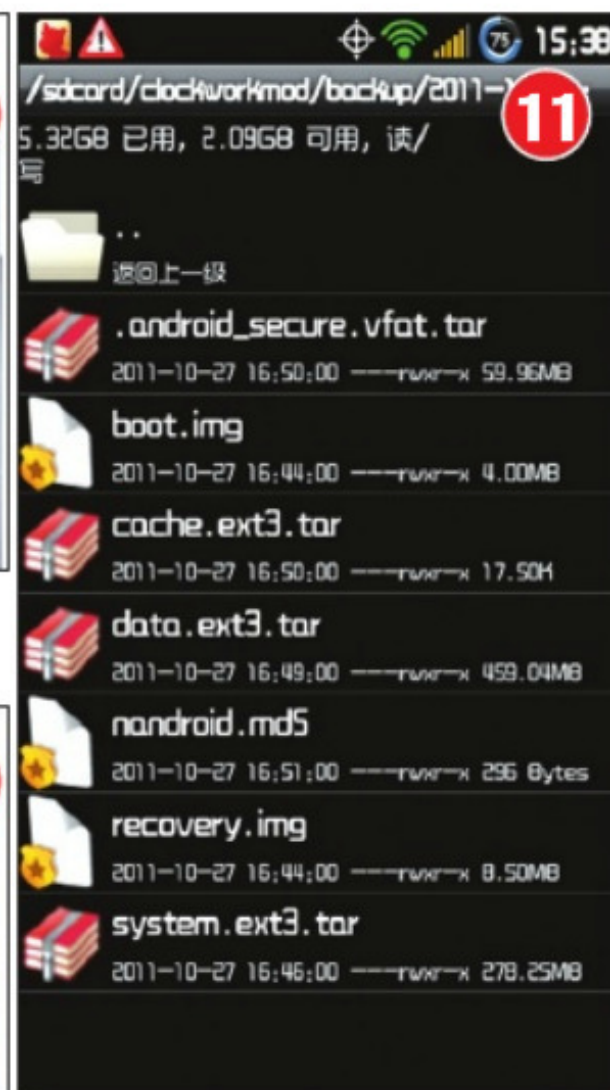 75 15:38
/sdcard/clockworkmod/backup/2011-
11
5.32GB 已用, 2.09GB 可用, 读/
写
..
返回上一级
.android_secure.vfat.tar
2011-10-27 16:50:00 ---rwxr-x 59.96MB
boot.img
2011-10-27 16:44:00 ---rwxr-x 4.00MB
cache.ext3.tar
2011-10-27 16:50:00 ---rwxr-x 17.50K
data.ext3.tar
2011-10-27 16:49:00 ---rwxr-x 459.04MB
nandroid.md5
2011-10-27 16:51:00 ---rwxr-x 296 Bytes
recovery.img
2011-10-27 16:44:00 ---rwxr-x 8.50MB
system.ext3.tar
2011-10-27 16:46:00 ---rwxr-x 278.25MB